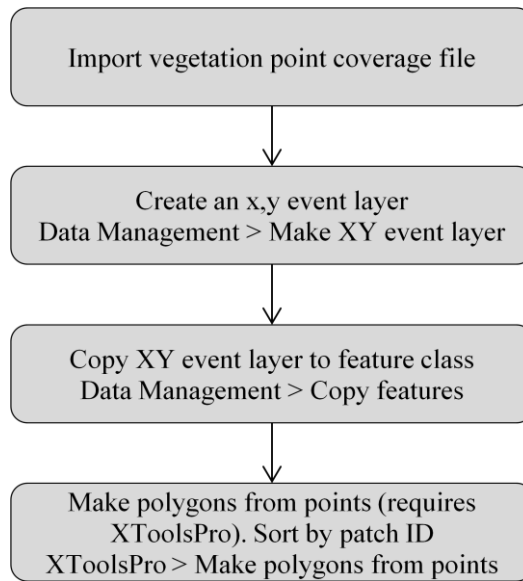 Import vegetation point coverage file
Create an x,y event layer
Data Management > Make XY event layer
Copy XY event layer to feature class
Data Management > Copy features
Make polygons from points (requires
XToolsPro). Sort by patch ID
XToolsPro > Make polygons from points